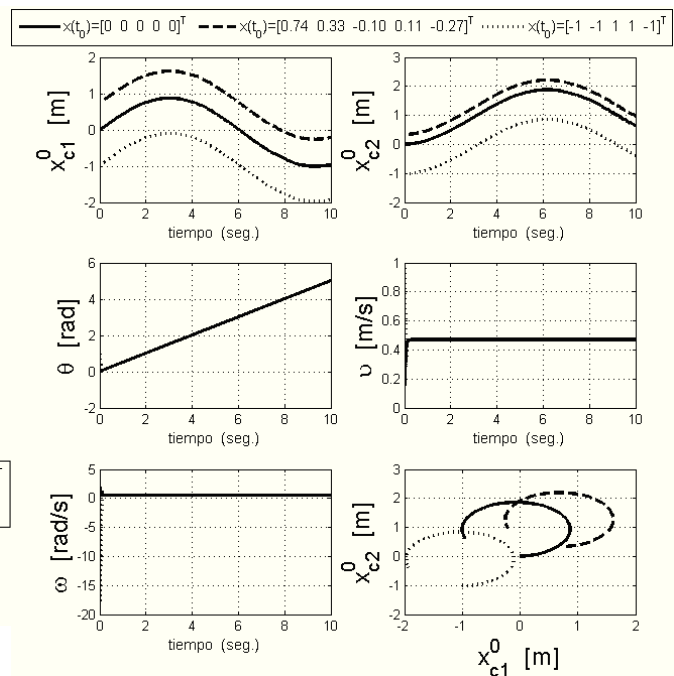 x(t0)=[0 0 0 0 0]T x(t0)=[0.74 0.33 -0.10 0.11 -0.27]T x(t0)=[-1 -1 1 1 -1]T
x0c1 [m]
2
1
0
-1
-2
0 2 4 6 8 10
tiempo (seg.)
x0c2 [m]
3
2
1
0
-1
-2
0 2 4 6 8 10
tiempo (seg.)
θ [rad]
6
4
2
0
-2
0 2 4 6 8 10
tiempo (seg.)
υ [m/s]
1
0.8
0.6
0.4
0.2
0
0 2 4 6 8 10
tiempo (seg.)
ω [rad/s]
5
0
-5
-10
-15
-20
0 2 4 6 8 10
tiempo (seg.)
x0c2 [m]
3
2
1
0
-1
-2
-2 -1 0 1 2
x0c1 [m]